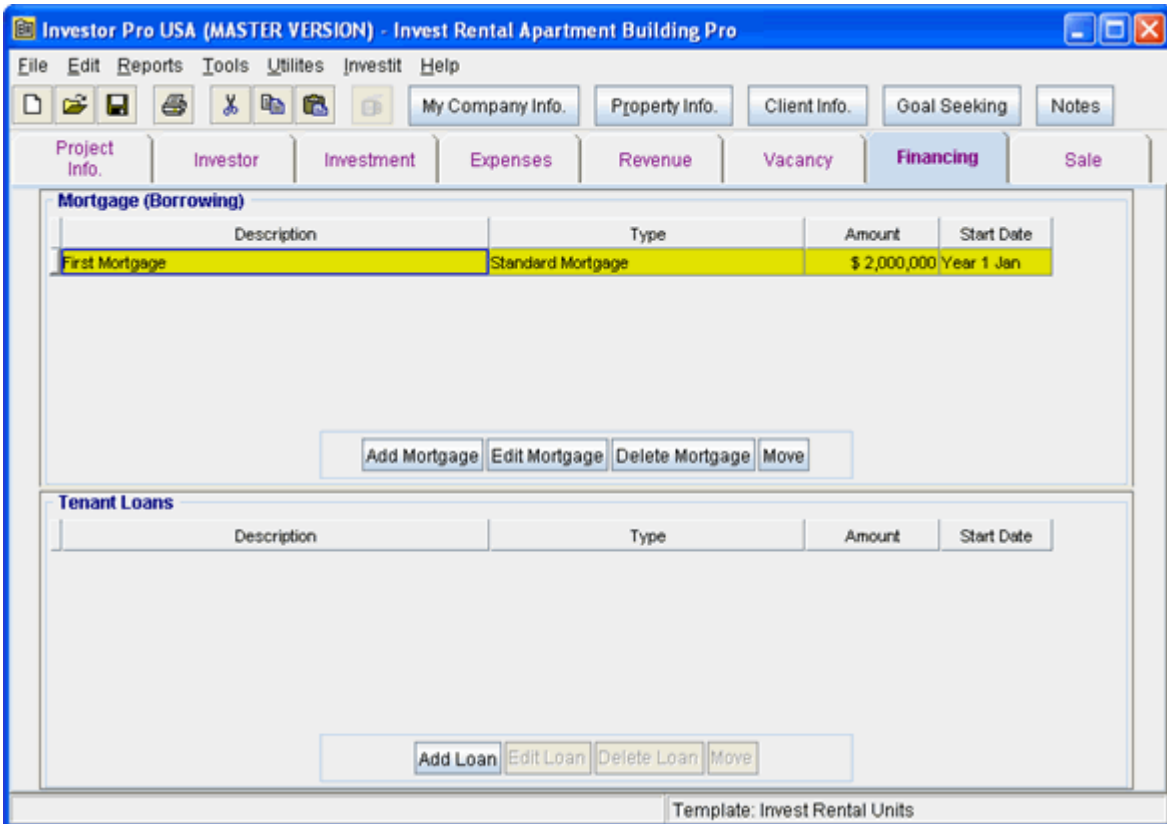 Investor Pro USA (MASTER VERSION) - Invest Rental Apartment Building Pro
File Edit Reports Tools Utilites Investit Help
My Company Info. Property Info. Client Info. Goal Seeking Notes
Project Info. Investor Investment Expenses Revenue Vacancy Financing Sale
Mortgage (Borrowing)
Description Type Amount Start Date
First Mortgage Standard Mortgage $ 2,000,000 Year 1 Jan
Add Mortgage Edit Mortgage Delete Mortgage Move
Tenant Loans
Description Type Amount Start Date
Add Loan Edit Loan Delete Loan Move
Template: Invest Rental Units